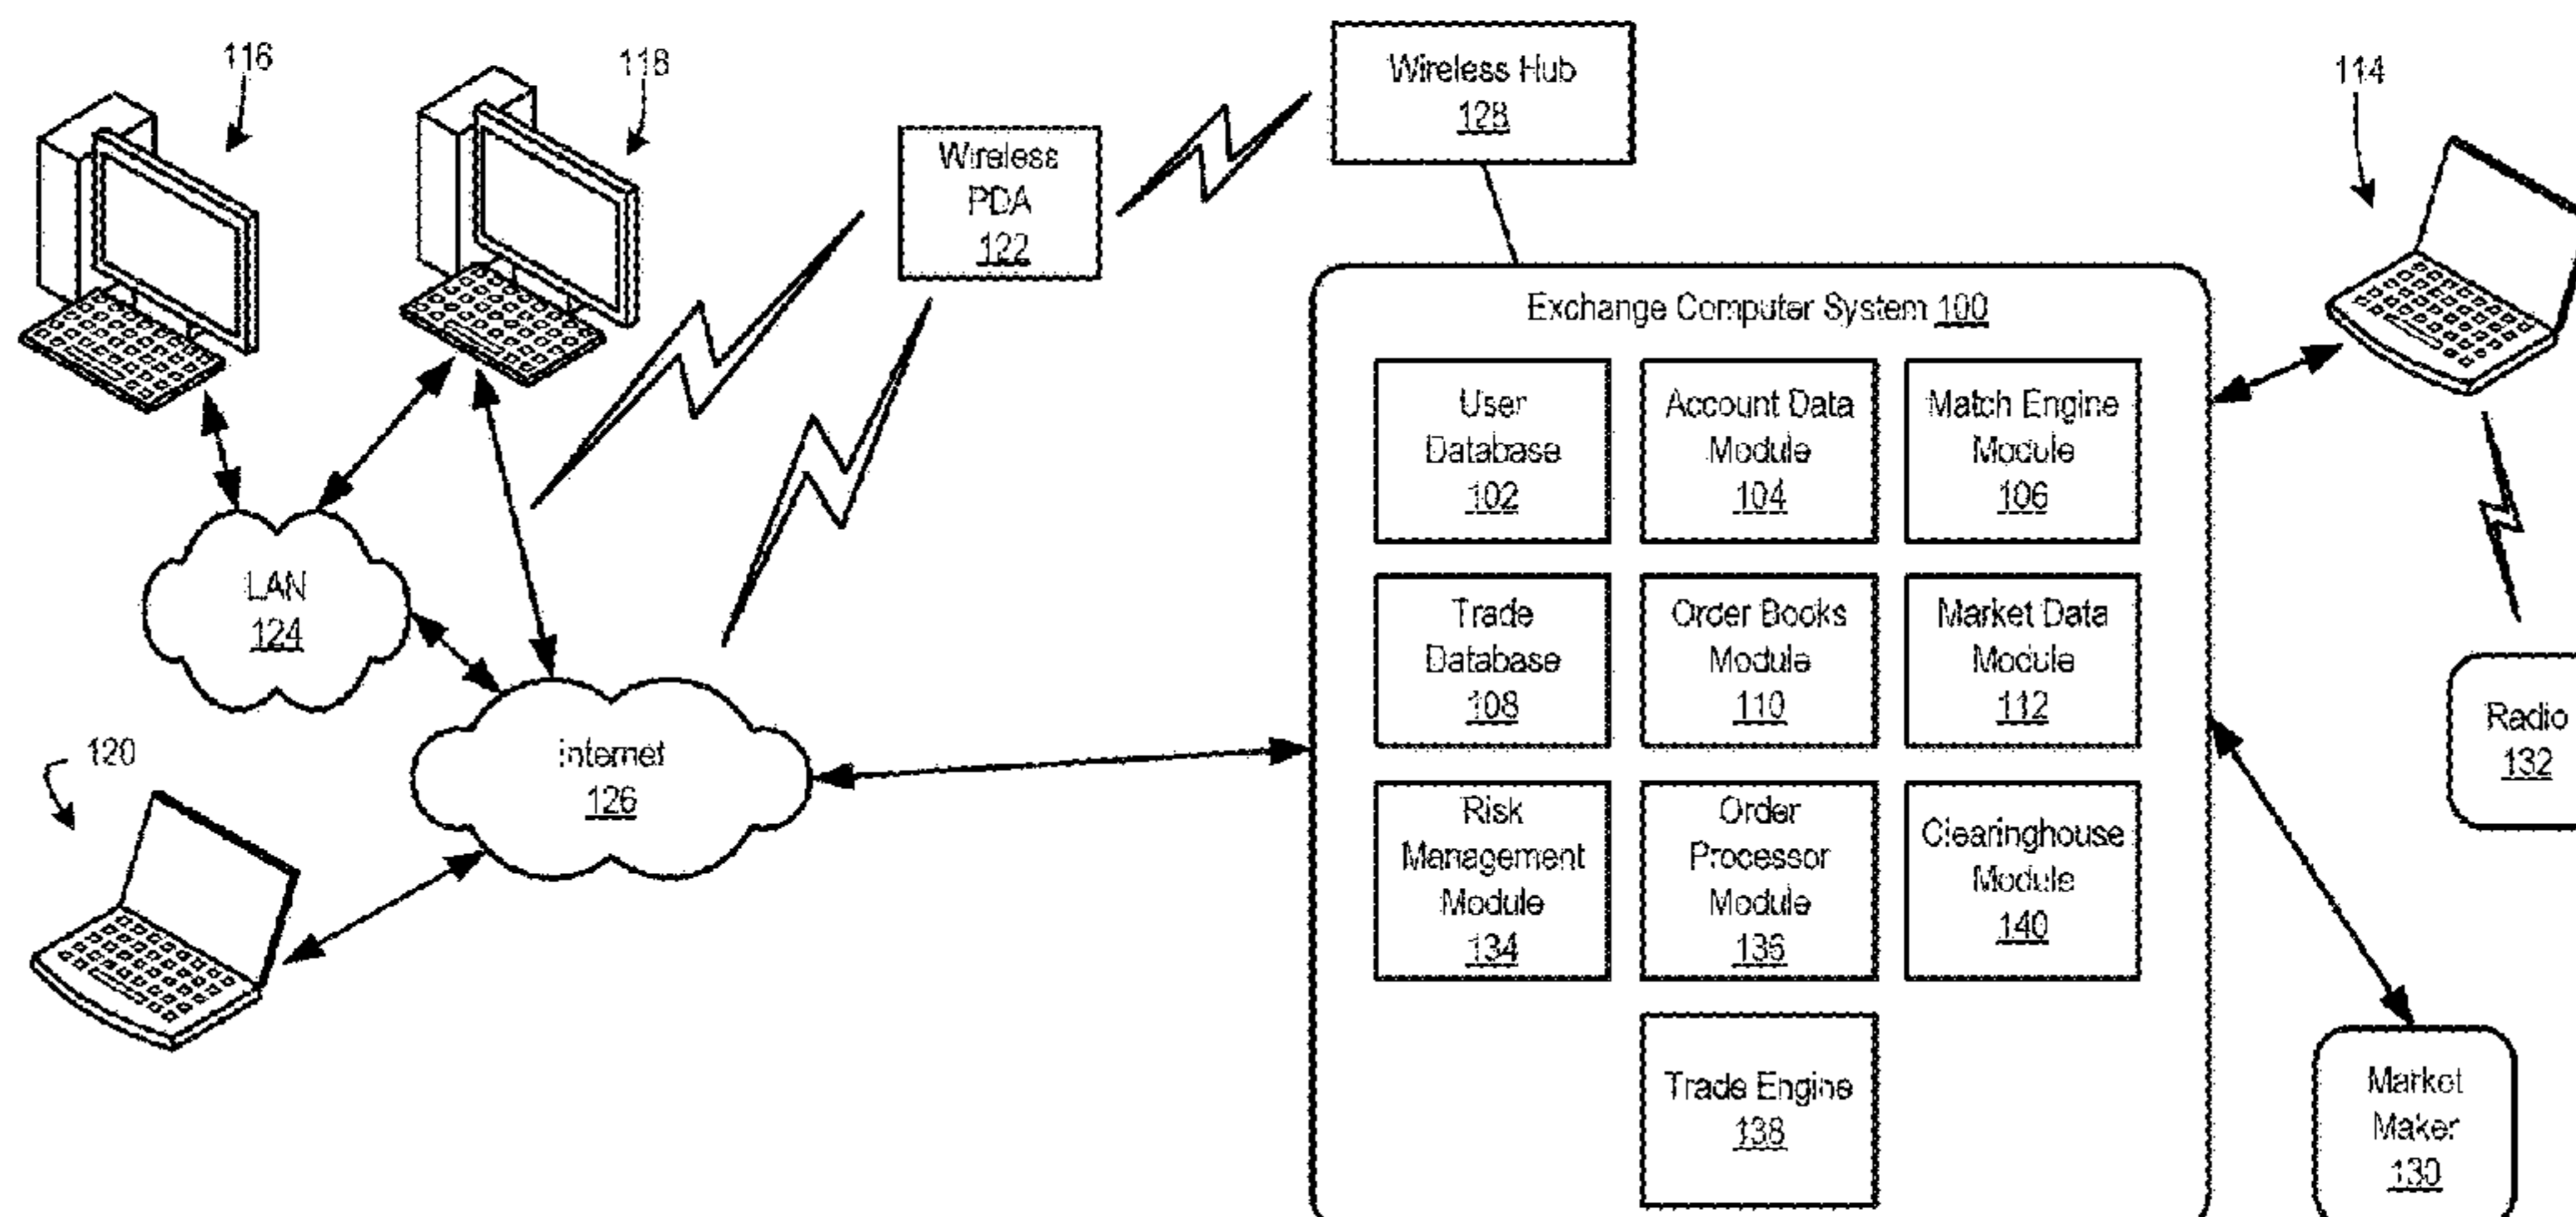 116
118
Wireless Hub
128
114
Wireless
PDA
122
Exchange Computer System 100
User
Database
102
Account Data
Module
104
Match Engine
Module
106
LAN
124
Trade
Database
108
Order Books
Module
110
Market Data
Module
112
Radio
132
120
Internet
126
Risk
Management
Module
134
Order
Processor
Module
136
Clearinghouse
Module
140
Trade Engine
138
Market
Maker
130